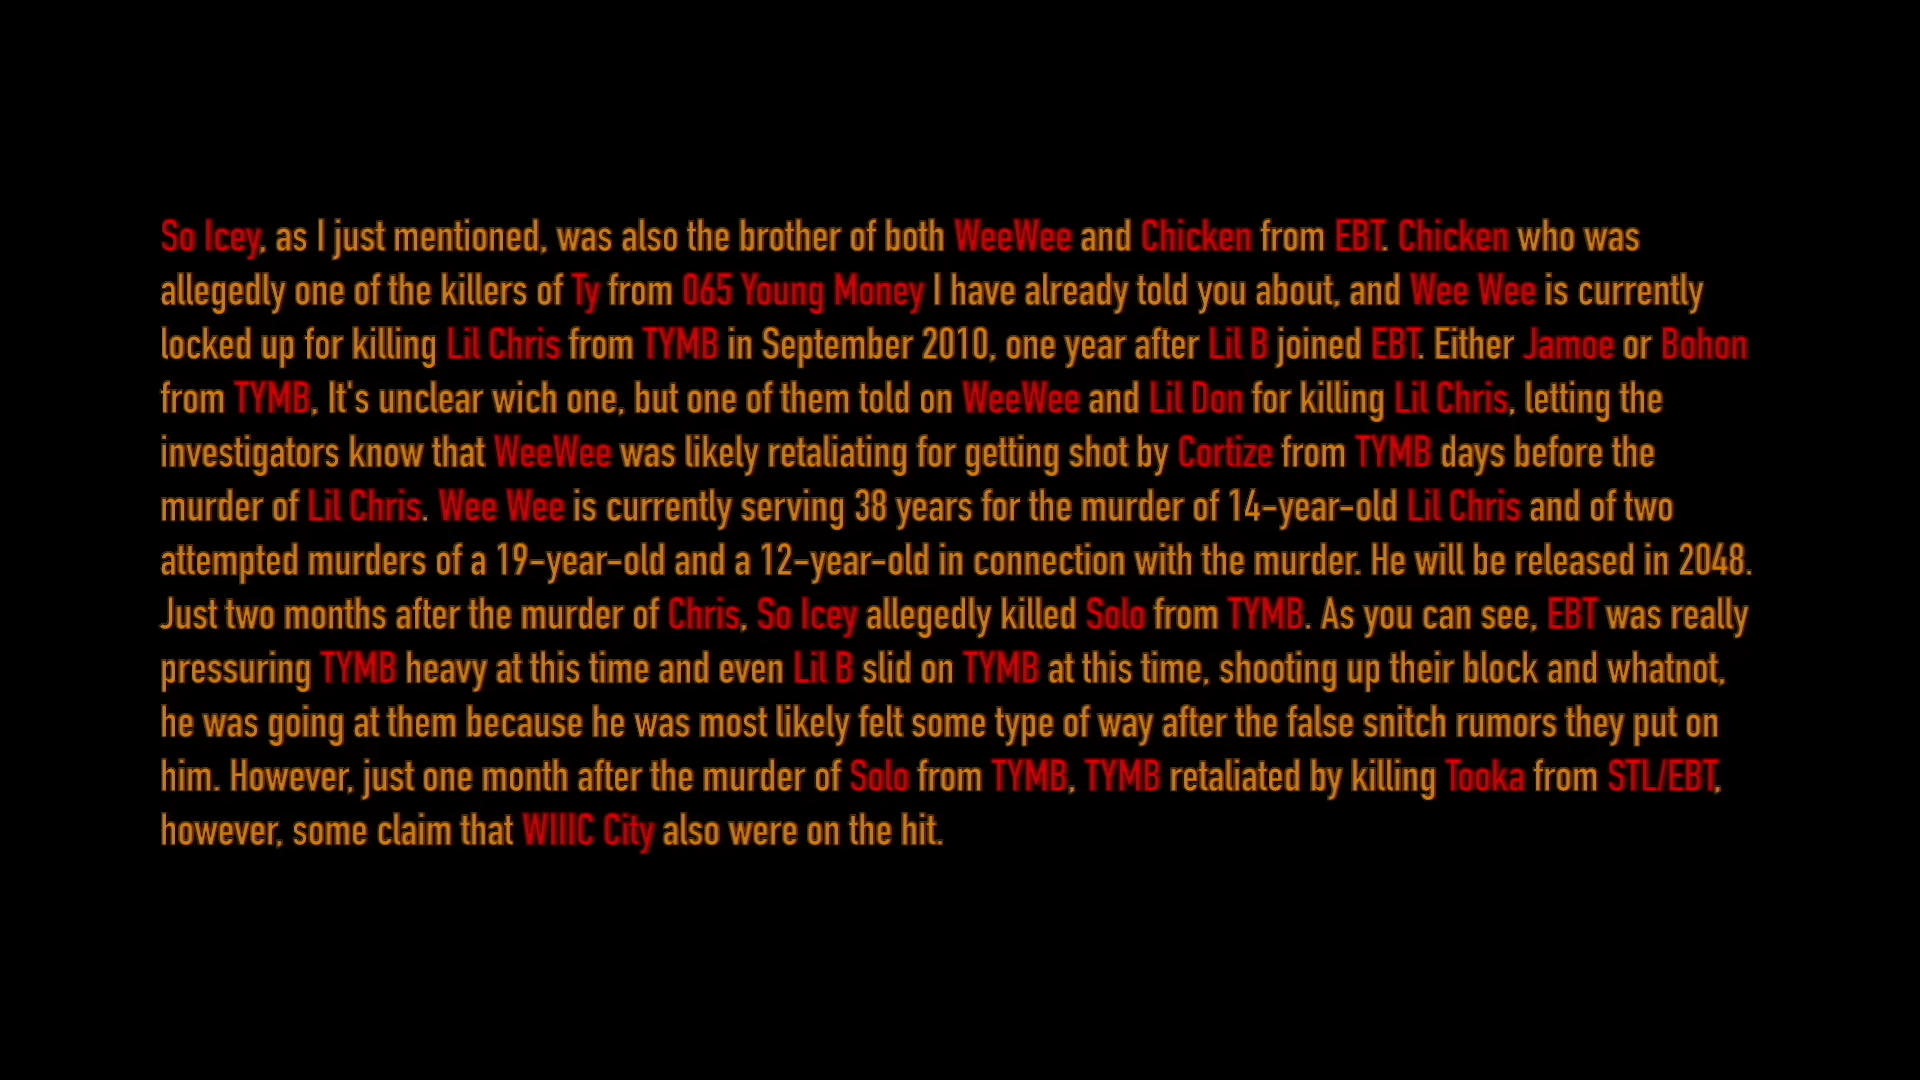 So Icey, as I just mentioned, was also the brother of both WeeWee and Chicken from EBT. Chicken who was
allegedly one of the killers of Ty from 065 Young Money I have already told you about, and Wee Wee is currently
locked up for killing Lil Chris from TYMB in September 2010, one year after Lil B joined EBT. Either Jamoe or Bohon
from TYMB, It's unclear wich one, but one of them told on WeeWee and Lil Don for killing Lil Chris, letting the
investigators know that WeeWee was likely retaliating for getting shot by Cortize from TYMB days before the
murder of Lil Chris. Wee Wee is currently serving 38 years for the murder of 14-year-old Lil Chris and of two
attempted murders of a 19-year-old and a 12-year-old in connection with the murder. He will be released in 2048.
Just two months after the murder of Chris, So Icey allegedly killed Solo from TYMB. As you can see, EBT was really
pressuring TYMB heavy at this time and even Lil B slid on TYMB at this time, shooting up their block and whatnot,
he was going at them because he was most likely felt some type of way after the false snitch rumors they put on
him. However, just one month after the murder of Solo from TYMB, TYMB retaliated by killing Tooka from STL/EBT,
however, some claim that WIIIC City also were on the hit.